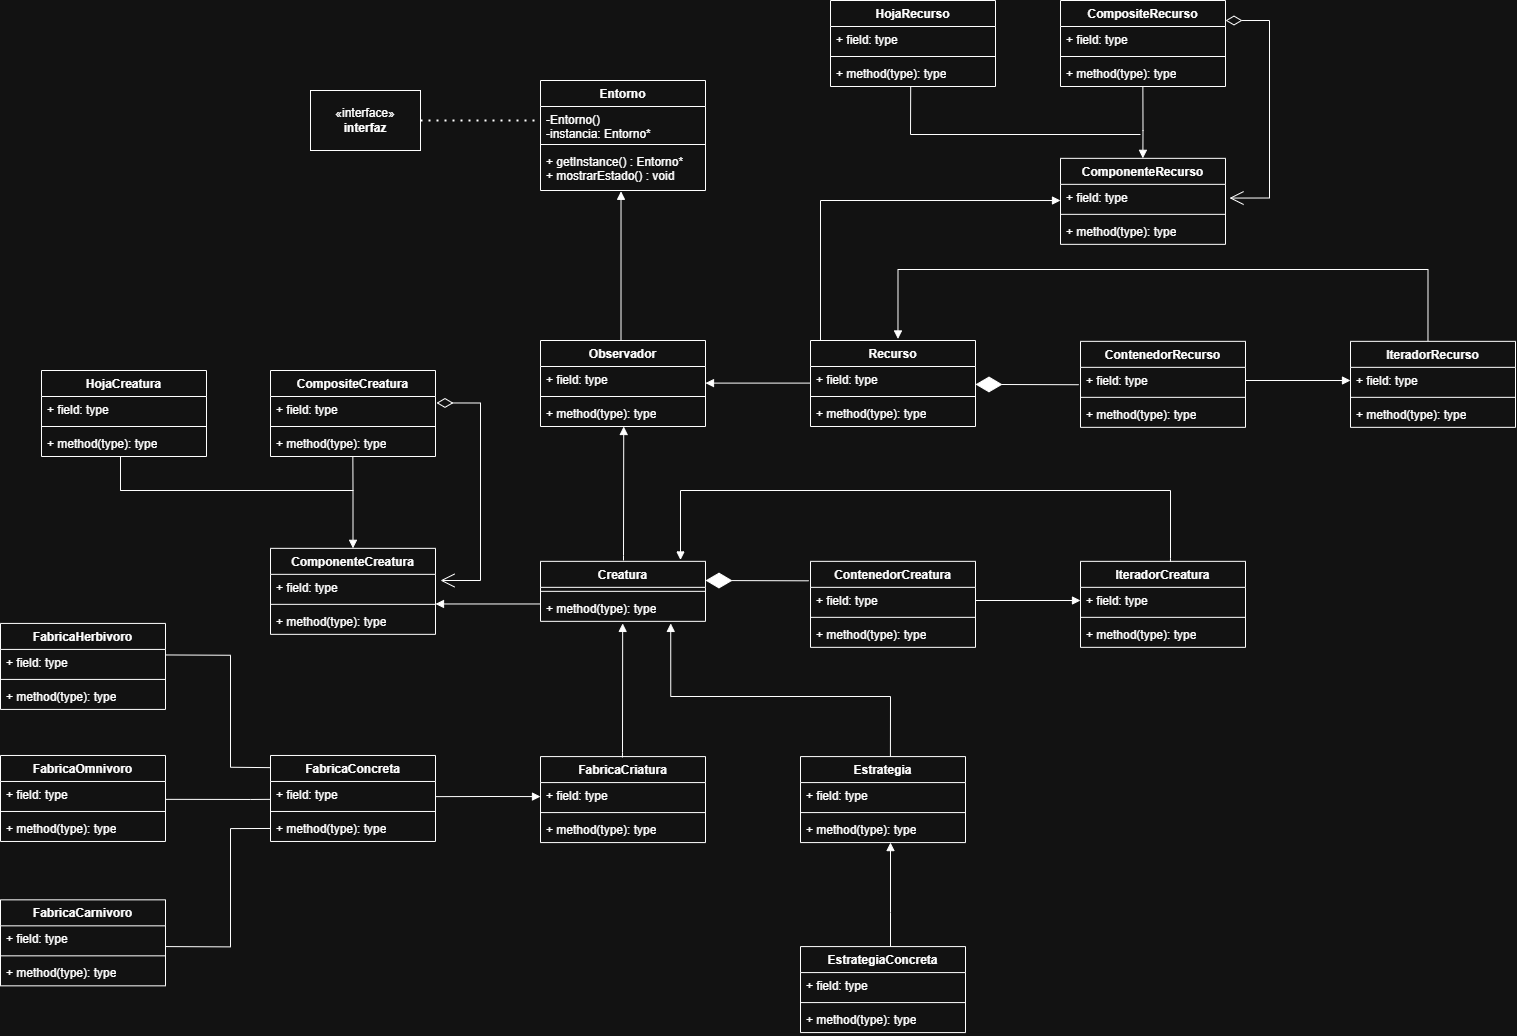 HojaRecurso
+ field: type
+ method(type): type
CompositeRecurso
+ field: type
+ method(type): type
«interface»
interfaz
Entorno
-Entorno()
-instancia: Entorno*
+ getInstance() : Entorno*
+ mostrarEstado() : void
ComponenteRecurso
+ field: type
+ method(type): type
Observador
+ field: type
+ method(type): type
Recurso
+ field: type
+ method(type): type
ContenedorRecurso
+ field: type
+ method(type): type
IteradorRecurso
+ field: type
+ method(type): type
HojaCreatura
+ field: type
+ method(type): type
CompositeCreatura
+ field: type
+ method(type): type
ComponenteCreatura
+ field: type
+ method(type): type
Creatura
+ method(type): type
ContenedorCreatura
+ field: type
+ method(type): type
IteradorCreatura
+ field: type
+ method(type): type
FabricaHerbivoro
+ field: type
+ method(type): type
FabricaOmnivoro
+ field: type
+ method(type): type
FabricaConcreta
+ field: type
+ method(type): type
FabricaCriatura
+ field: type
+ method(type): type
Estrategia
+ field: type
+ method(type): type
FabricaCarnivoro
+ field: type
+ method(type): type
EstrategiaConcreta
+ field: type
+ method(type): type